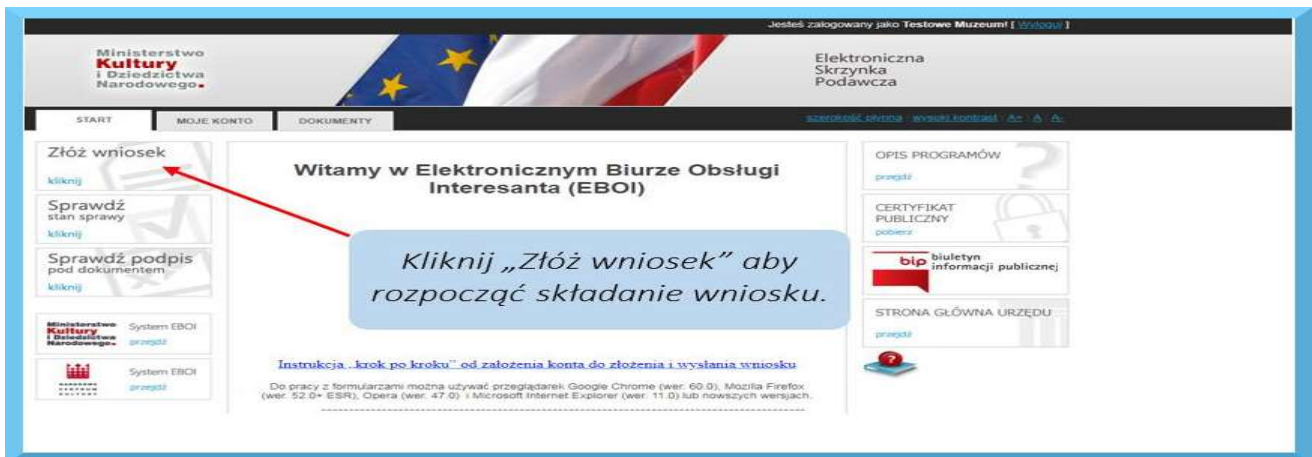 Jesteś zalogowany jako Testowe Muzeum! [ Wyloguj ]
Ministerstwo
Kultury
i Dziedzictwa
Narodowego.
Elektroniczna
Skrzynka
Podawcza
START MOJE KONTO DOKUMENTY
szerokość płynna wysoki kontrast A+ A A-
Złóż wniosek
kliknij
Sprawdź
stan sprawy
kliknij
Sprawdź podpis
pod dokumentem
kliknij
Ministerstwo
Kultury
i Dziedzictwa
Narodowego.
System EBOI
przejdź
NARODOWE
CENTRUM
KULTURY
System EBOI
przejdź
Witamy w Elektronicznym Biurze Obsługi
Interesanta (EBOI)
Kliknij „Złóż wniosek” aby
rozpocząć składanie wniosku.
Instrukcja „krok po kroku” od założenia konta do złożenia i wysłania wniosku
Do pracy z formularzami można używać przeglądarek Google Chrome (wer. 60.0), Mozilla Firefox
(wer. 52.0+ ESR), Opera (wer. 47.0) i Microsoft Internet Explorer (wer. 11.0) lub nowszych wersjach.
OPIS PROGRAMÓW
przejdź
CERTYFIKAT
PUBLICZNY
pobierz
bip biuletyn
informacji publicznej
STRONA GŁÓWNA URZĘDU
przejdź